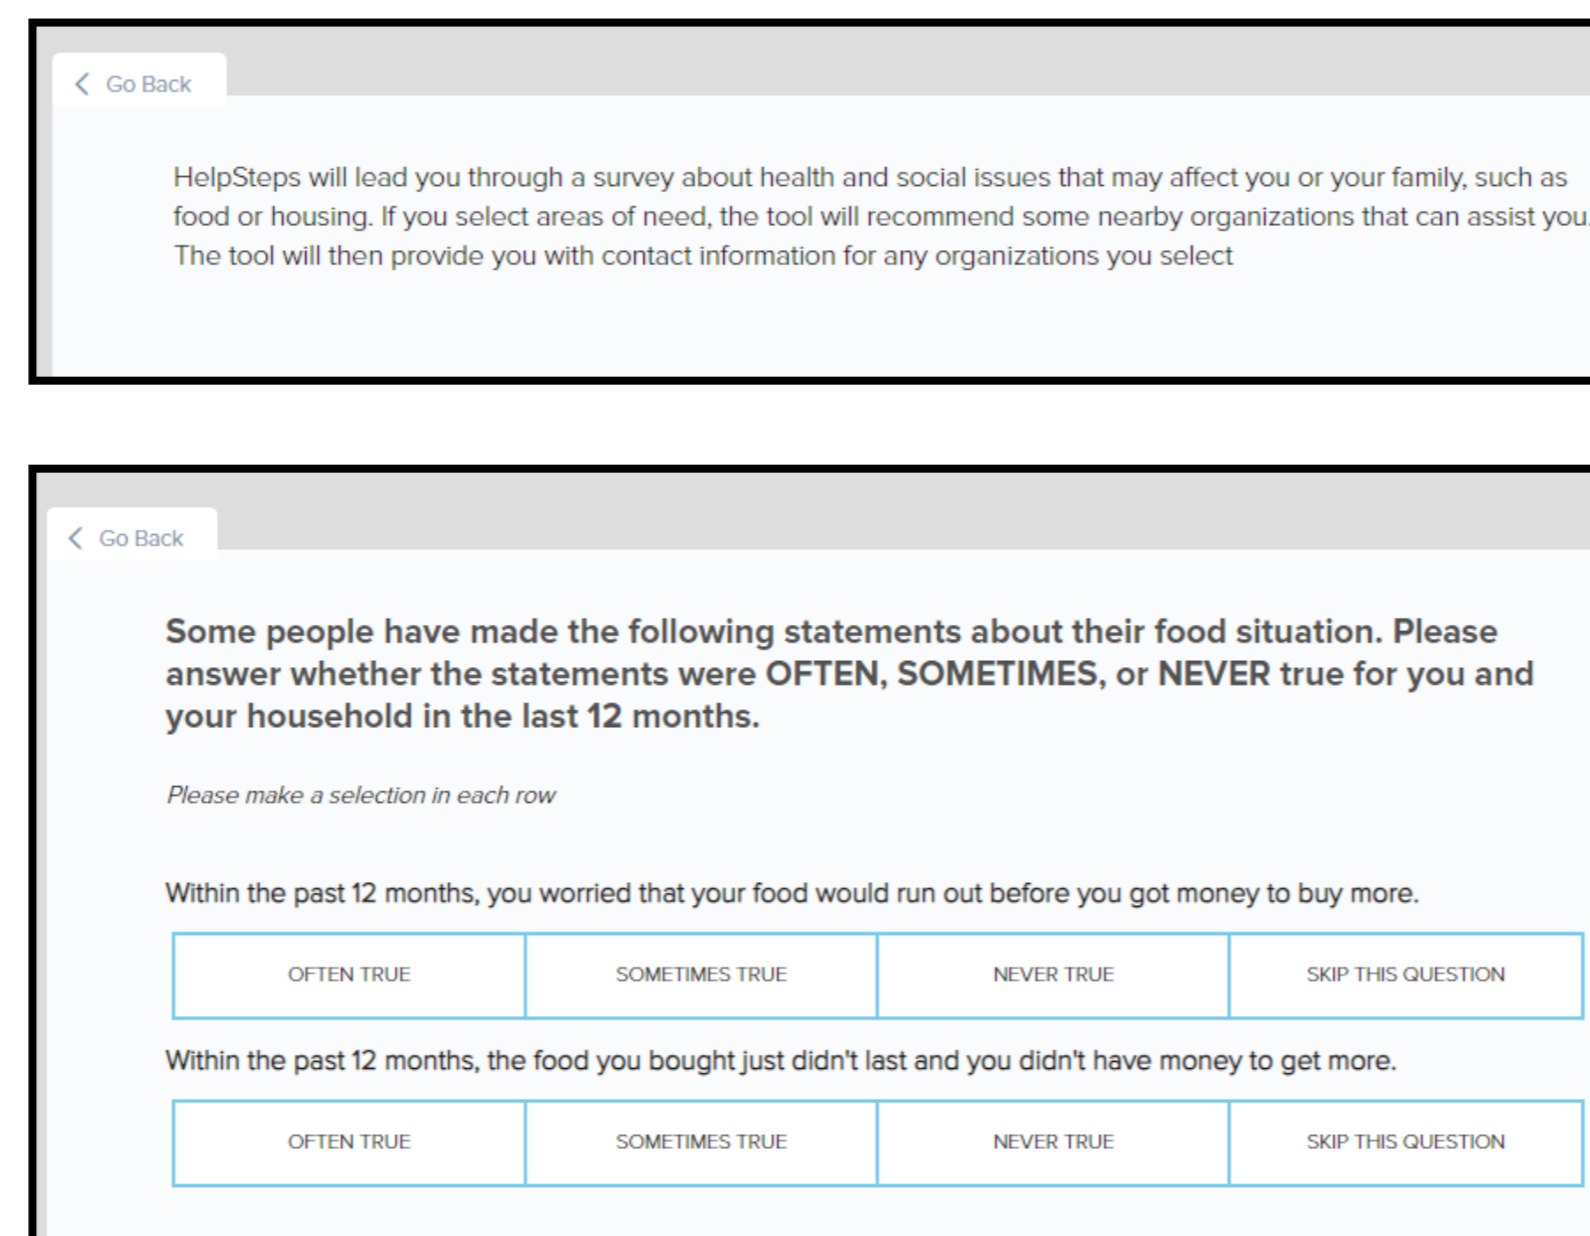 Go Back
HelpSteps will lead you through a survey about health and social issues that may affect you or your family, such as
food or housing. If you select areas of need, the tool will recommend some nearby organizations that can assist you.
The tool will then provide you with contact information for any organizations you select
Go Back
Some people have made the following statements about their food situation. Please
answer whether the statements were OFTEN, SOMETIMES, or NEVER true for you and
your household in the last 12 months.
Please make a selection in each row
Within the past 12 months, you worried that your food would run out before you got money to buy more.
OFTEN TRUE SOMETIMES TRUE NEVER TRUE SKIP THIS QUESTION
Within the past 12 months, the food you bought just didn't last and you didn't have money to get more.
OFTEN TRUE SOMETIMES TRUE NEVER TRUE SKIP THIS QUESTION